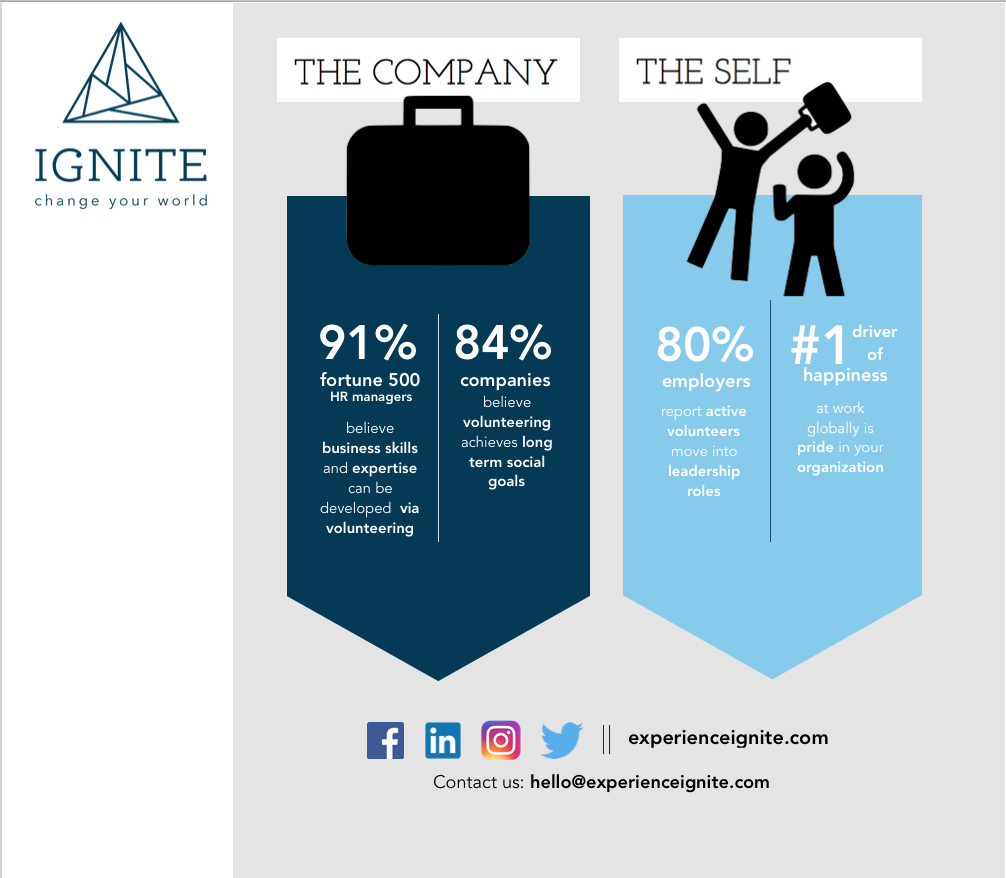 IGNITE
change your world
THE COMPANY
91%
fortune 500
HR managers
believe
business skills
and expertise
can be
developed via
volunteering
84%
companies
believe
volunteering
achieves long
term social
goals
THE SELF
80%
employers
report active
volunteers
move into
leadership
roles
#1 driver
of
happiness
at work
globally is
pride in your
organization
experienceignite.com
Contact us: hello@experienceignite.com